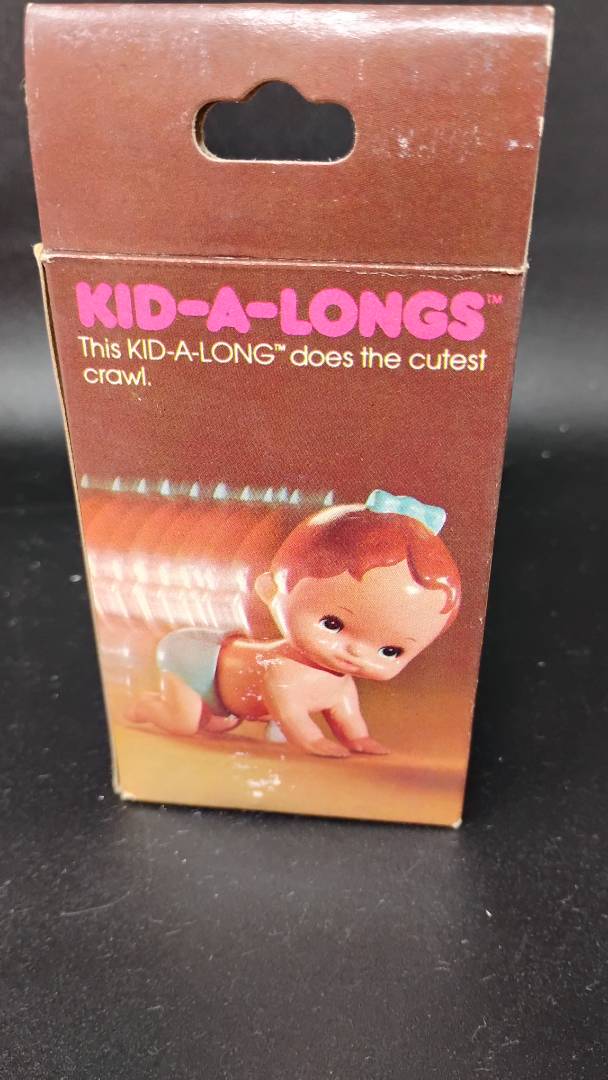 KID-A-LONGS™
This KID-A-LONG™ does the cutest
crawl.